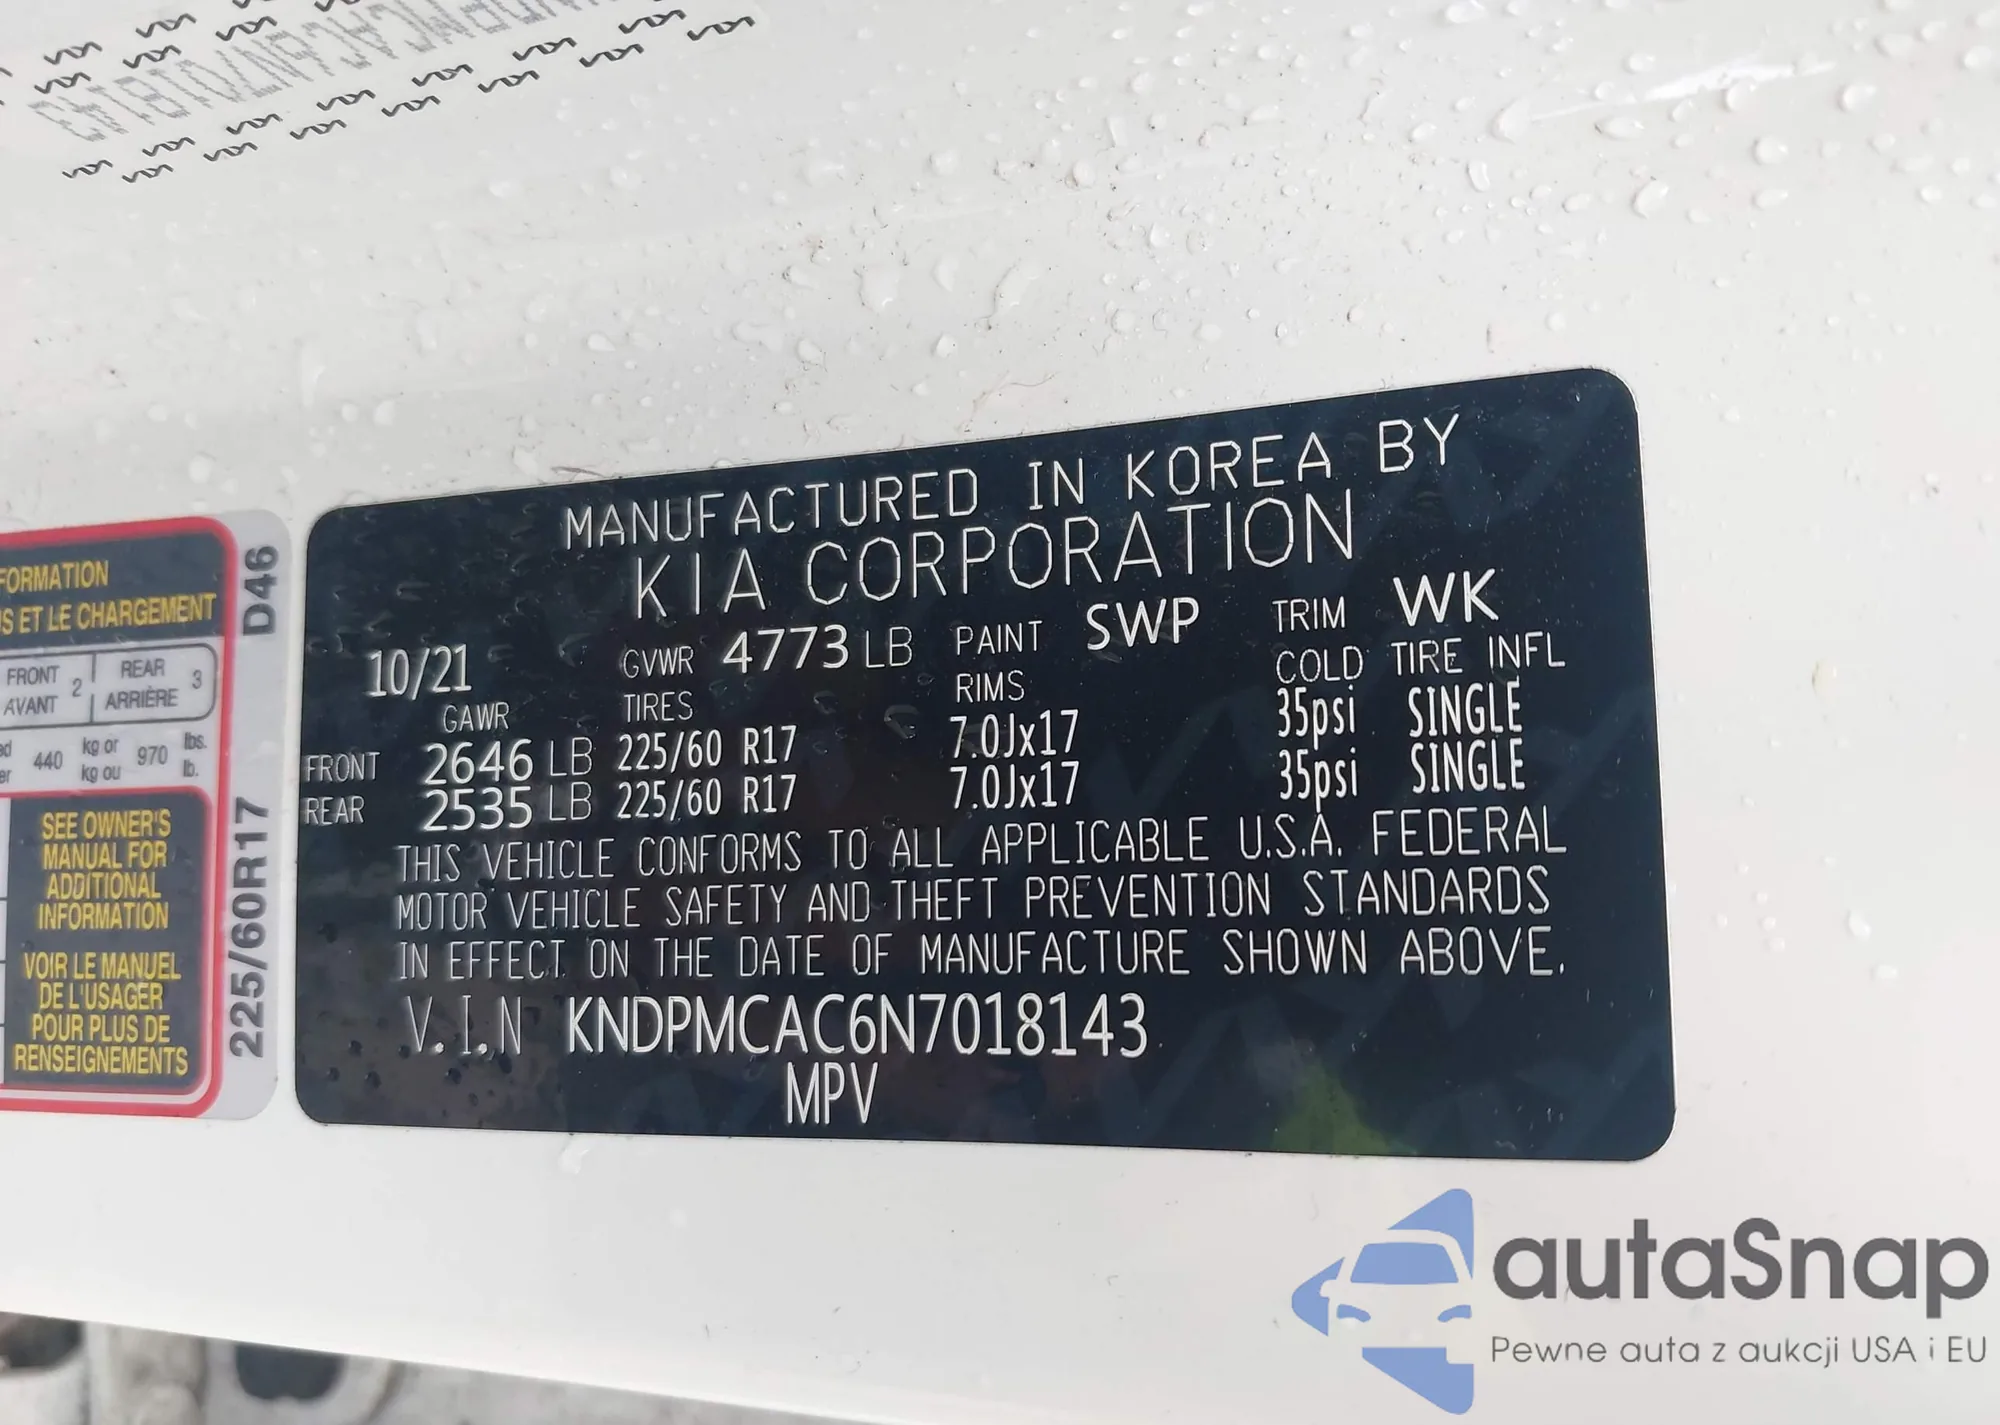 FORMATION
S ET LE CHARGEMENT
FRONT
AVANT 2
REAR
ARRIÈRE 3
440 kg or 970 lbs.
kg ou lb.
SEE OWNER'S
MANUAL FOR
ADDITIONAL
INFORMATION
VOIR LE MANUEL
DE L'USAGER
POUR PLUS DE
RENSEIGNEMENTS
D46
225/60R17
MANUFACTURED IN KOREA BY
KIA CORPORATION
10/21 GVWR 4773 LB PAINT SWP TRIM WK
GAWR TIRES RIMS COLD TIRE INFL
FRONT 2646 LB 225/60 R17 7.0Jx17 35psi SINGLE
REAR 2535 LB 225/60 R17 7.0Jx17 35psi SINGLE
THIS VEHICLE CONFORMS TO ALL APPLICABLE U.S.A. FEDERAL
MOTOR VEHICLE SAFETY AND THEFT PREVENTION STANDARDS
IN EFFECT ON THE DATE OF MANUFACTURE SHOWN ABOVE.
V.I.N KNDPMCAC6N7018143
MPV
autaSnap
Pewne auta z aukcji USA i EU